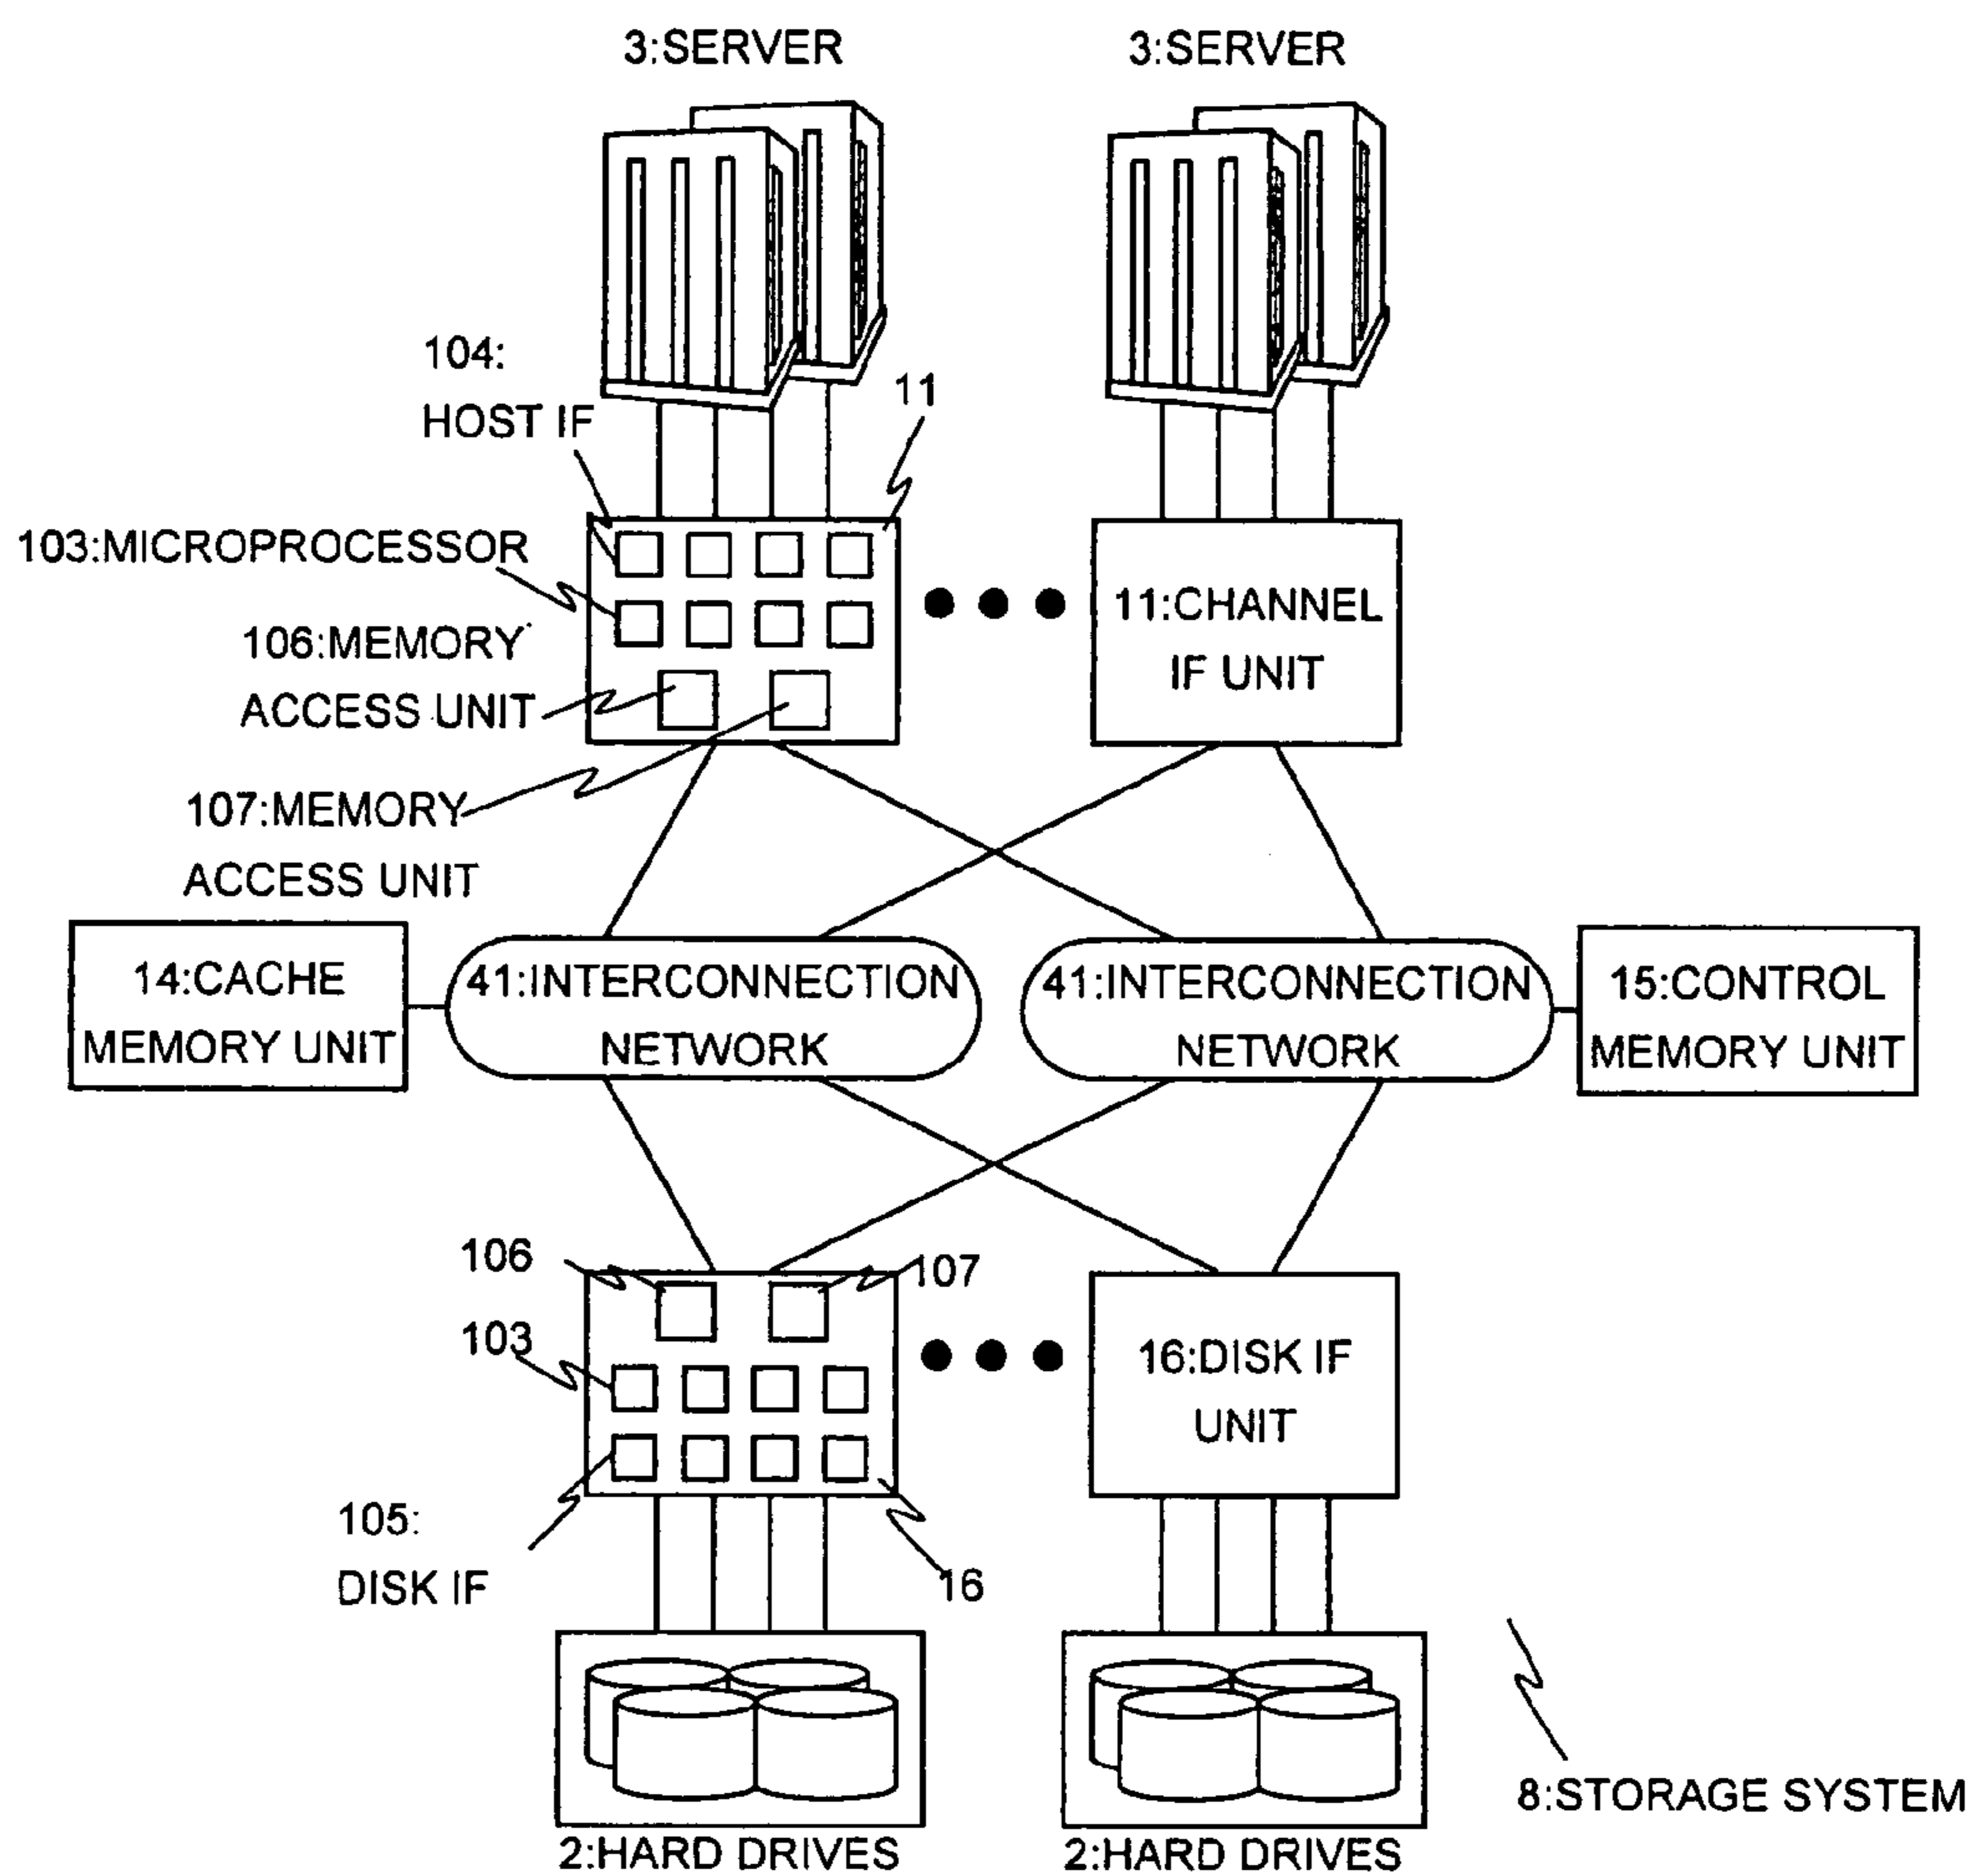 3:SERVER
3:SERVER
104:
HOST IF
11
103:MICROPROCESSOR
106:MEMORY
ACCESS UNIT
11:CHANNEL
IF UNIT
107:MEMORY
ACCESS UNIT
14:CACHE
MEMORY UNIT
41:INTERCONNECTION
NETWORK
41:INTERCONNECTION
NETWORK
15:CONTROL
MEMORY UNIT
106
107
103
16:DISK IF
UNIT
105:
DISK IF
16
8:STORAGE SYSTEM
2:HARD DRIVES
2:HARD DRIVES